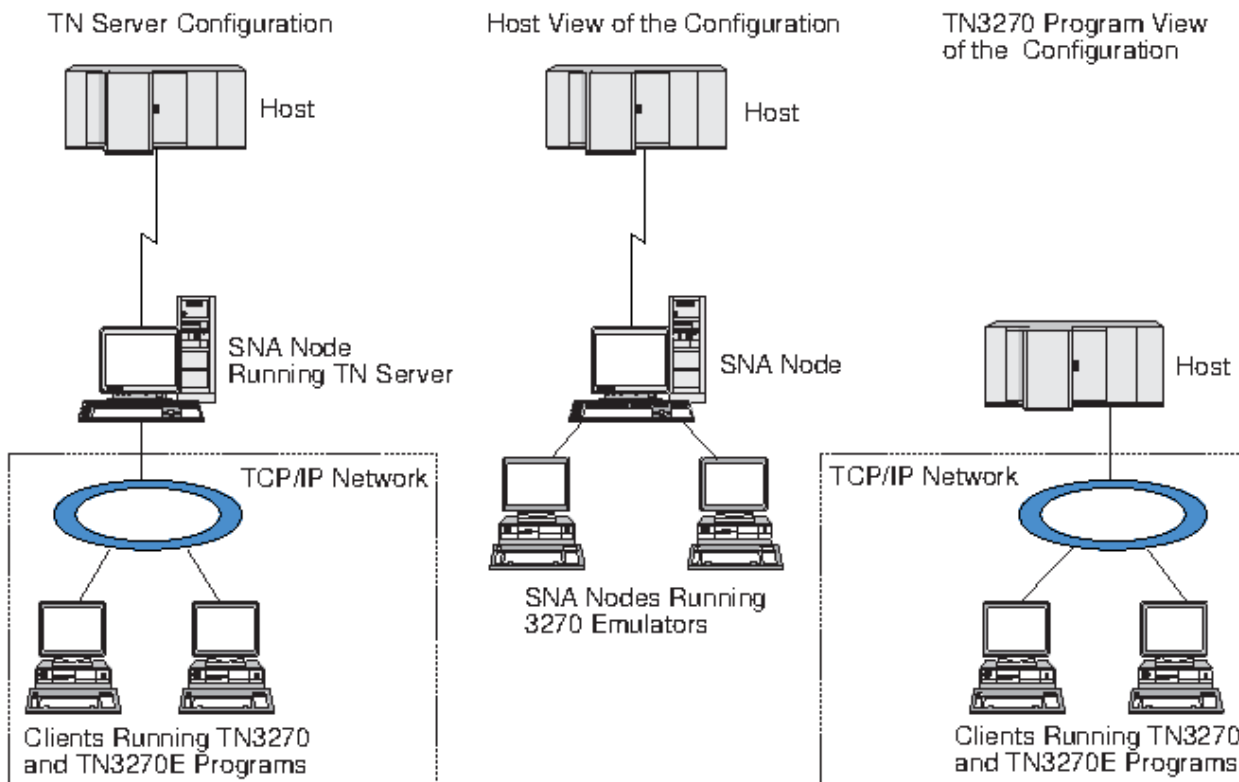 TN Server Configuration
Host
SNA Node
Running TN Server
TCP/IP Network
Clients Running TN3270
and TN3270E Programs
Host View of the Configuration
Host
SNA Node
SNA Nodes Running
3270 Emulators
TN3270 Program View
of the Configuration
Host
TCP/IP Network
Clients Running TN3270
and TN3270E Programs